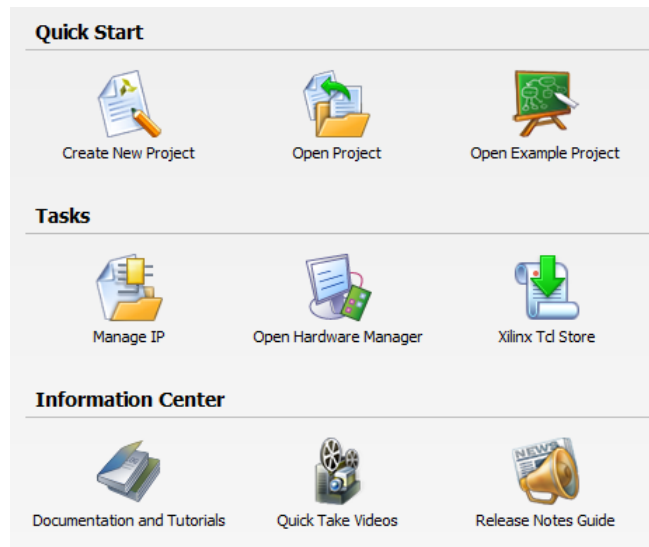 Quick Start
Create New Project
Open Project
Open Example Project
Tasks
Manage IP
Open Hardware Manager
Xilinx Tcl Store
Information Center
NEWS
Documentation and Tutorials
Quick Take Videos
Release Notes Guide